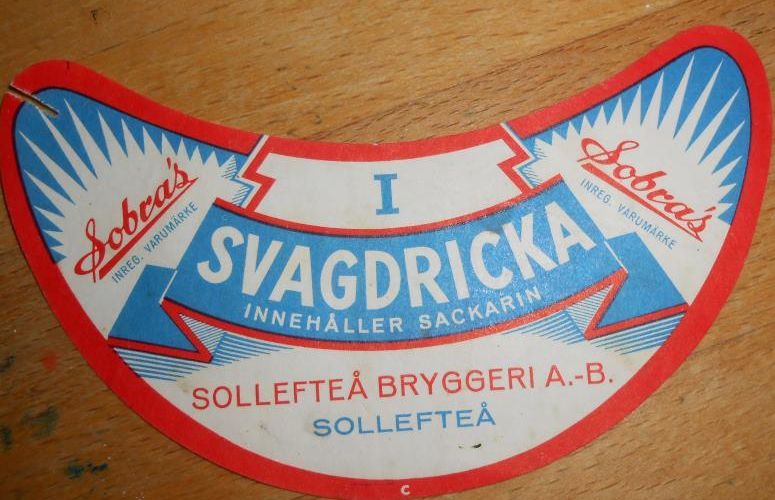 Sobra's
INREG. VARUMÄRKE
I
Sobra's
INREG. VARUMÄRKE
SVAGDRICKA
INNEHÅLLER SACKARIN
SOLLEFTEÅ BRYGGERI A.-B.
SOLLEFTEÅ
C